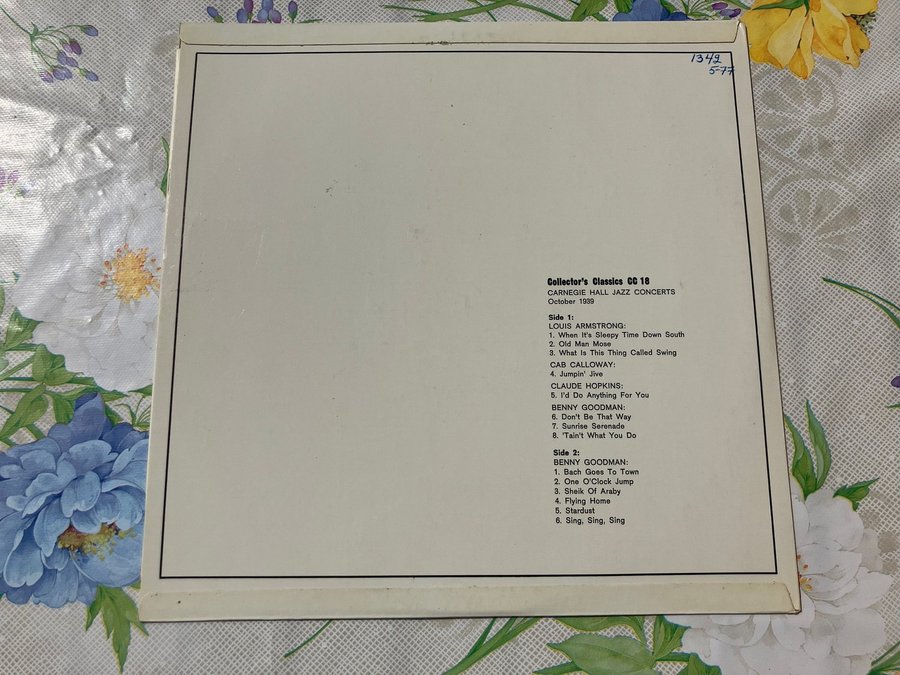 1342
5-77
Collector's Classics CC 18
CARNEGIE HALL JAZZ CONCERTS
October 1939
Side 1:
LOUIS ARMSTRONG:
1. When It's Sleepy Time Down South
2. Old Man Mose
3. What Is This Thing Called Swing
CAB CALLOWAY:
4. Jumpin' Jive
CLAUDE HOPKINS:
5. I'd Do Anything For You
BENNY GOODMAN:
6. Don't Be That Way
7. Sunrise Serenade
8. 'Tain't What You Do
Side 2:
BENNY GOODMAN:
1. Bach Goes To Town
2. One O'Clock Jump
3. Sheik Of Araby
4. Flying Home
5. Stardust
6. Sing, Sing, Sing